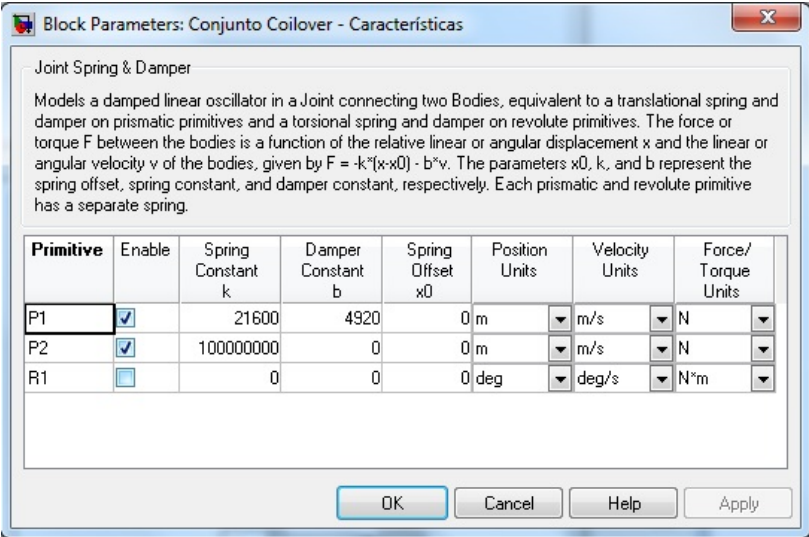 Block Parameters: Conjunto Coilover - Características
Joint Spring & Damper
Models a damped linear oscillator in a Joint connecting two Bodies, equivalent to a translational spring and
damper on prismatic primitives and a torsional spring and damper on revolute primitives. The force or
torque F between the bodies is a function of the relative linear or angular displacement x and the linear or
angular velocity v of the bodies, given by F = -k*(x-x0) - b*v. The parameters x0, k, and b represent the
spring offset, spring constant, and damper constant, respectively. Each prismatic and revolute primitive
has a separate spring.
Primitive Enable Spring Damper Spring Position Velocity Force/
Constant Constant Offset Units Units Torque
k b x0 Units
P1 21600 4920 0 m m/s N
P2 100000000 0 0 m m/s N
R1 0 0 0 deg deg/s N*m
OK Cancel Help Apply